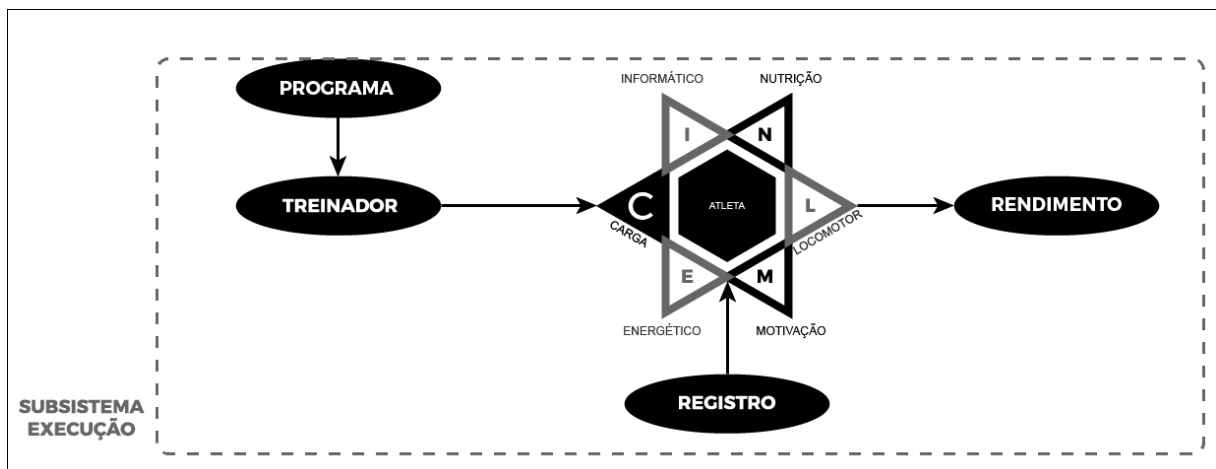 INFORMÁTICO
NUTRIÇÃO
PROGRAMA
I
N
TREINADOR
C
ATLETA
L
RENDIMENTO
CARGA
LOCOMOTOR
E
M
ENERGÉTICO
MOTIVAÇÃO
REGISTRO
SUBSISTEMA
EXECUÇÃO